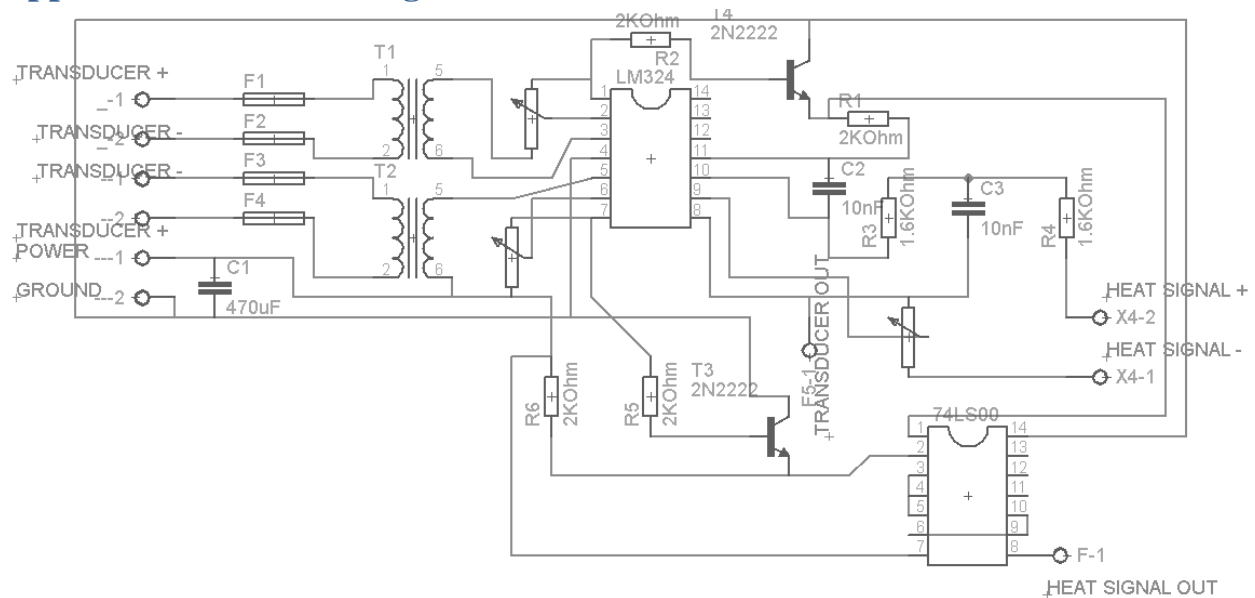 2KOhm
T4
2N2222
R2
T1
LM324
TRANSDUCER +
F1
1
5
1
14
R1
_-1
2
13
F2
3
12
2KOhm
TRANSDUCER -
_-2
2
6
4
11
C2
TRANSDUCER -
F3
T2
5
10
C3
--1
1
5
6
9
10nF
F4
7
8
R3
1.6KOhm
10nF
R4
1.6KOhm
--2
TRANSDUCER +
POWER
---1
C1
2
6
GROUND
---2
470uF
HEAT SIGNAL +
X4-2
HEAT SIGNAL -
X4-1
F5-1
TRANSDUCER OUT
T3
2N2222
R6
2KOhm
R5
2KOhm
74LS00
1
14
2
13
3
12
4
11
5
10
6
9
7
8
F-1
HEAT SIGNAL OUT